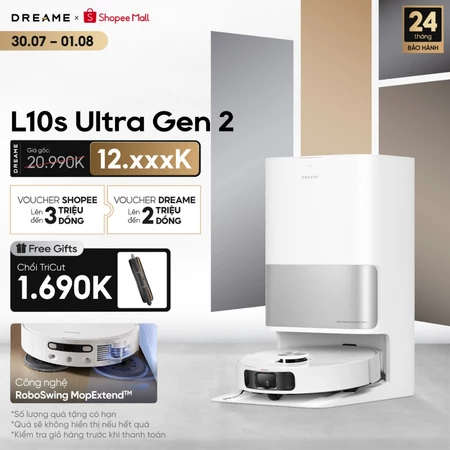 DREAME × Shopee Mall
30.07 – 01.08
24
tháng
BẢO HÀNH
L10s Ultra Gen 2
DREAME
Giá gốc:
20.990K
12.xxxK
VOUCHER SHOPEE
Lên đến 3 TRIỆU ĐỒNG
VOUCHER DREAME
Lên đến 2 TRIỆU ĐỒNG
Free Gifts
Chổi TriCut
1.690K
DREAME
Công nghệ
RoboSwing MopExtend™
*Số lượng quà tặng có hạn
*Quà sẽ không hiển thị nếu hết quà
*Kiểm tra giỏ hàng trước khi thanh toán